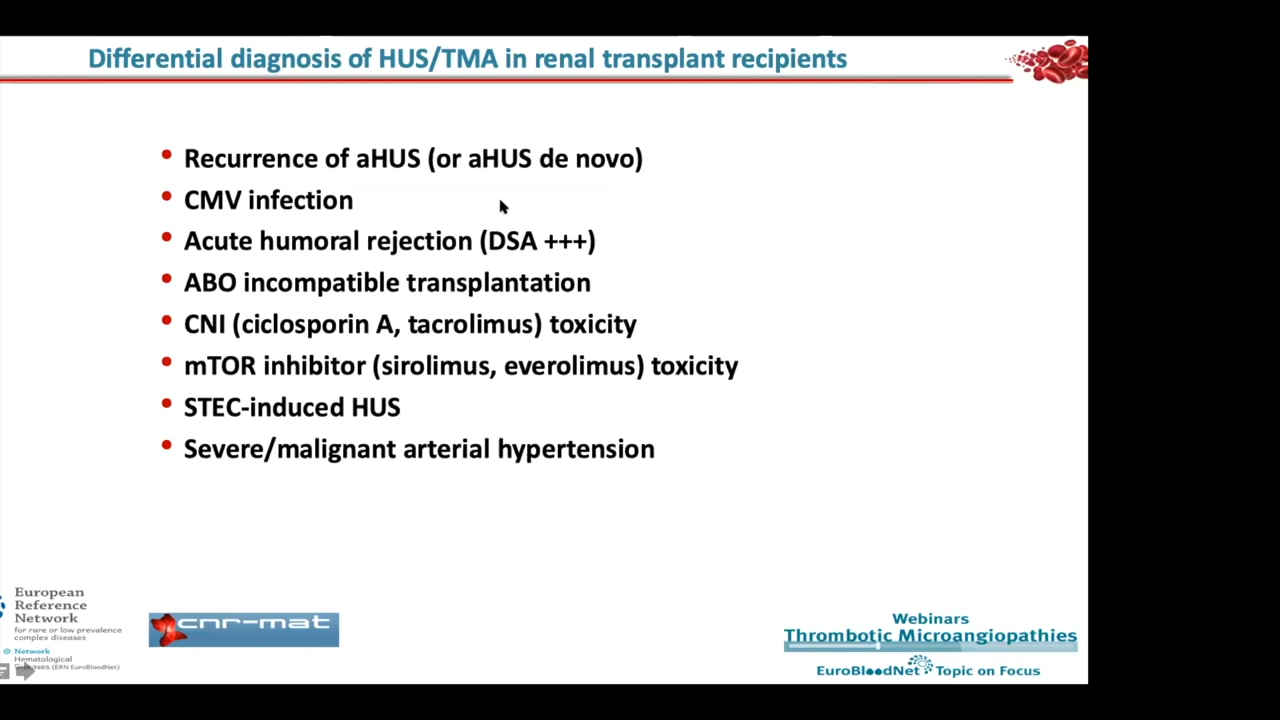 Differential diagnosis of HUS/TMA in renal transplant recipients
• Recurrence of aHUS (or aHUS de novo)
• CMV infection
• Acute humoral rejection (DSA +++)
• ABO incompatible transplantation
• CNI (ciclosporin A, tacrolimus) toxicity
• mTOR inhibitor (sirolimus, everolimus) toxicity
• STEC-induced HUS
• Severe/malignant arterial hypertension
European
Reference
Network
for rare or low prevalence
complex diseases
Network
Hematological
Diseases (ERN EuroBloodNet)
cnr-mat
Webinars
Thrombotic Microangiopathies
EuroBloodNet Topic on Focus